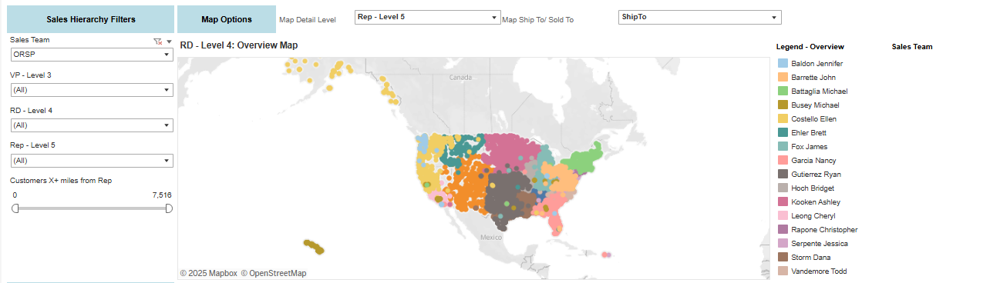 Sales Hierarchy Filters
Map Options
Map Detail Level
Rep - Level 5
Map Ship To/ Sold To
ShipTo
Sales Team
ORSP
VP - Level 3
(All)
RD - Level 4
(All)
Rep - Level 5
(All)
Customers X+ miles from Rep
0
7,516
RD - Level 4: Overview Map
Canada
Mexico
© 2025 Mapbox © OpenStreetMap
Legend - Overview
Sales Team
Baldon Jennifer
Barrette John
Battaglia Michael
Busey Michael
Costello Ellen
Ehler Brett
Fox James
Garcia Nancy
Gutierrez Ryan
Hoch Bridget
Kooken Ashley
Leong Cheryl
Rapone Christopher
Serpente Jessica
Storm Dana
Vandemore Todd